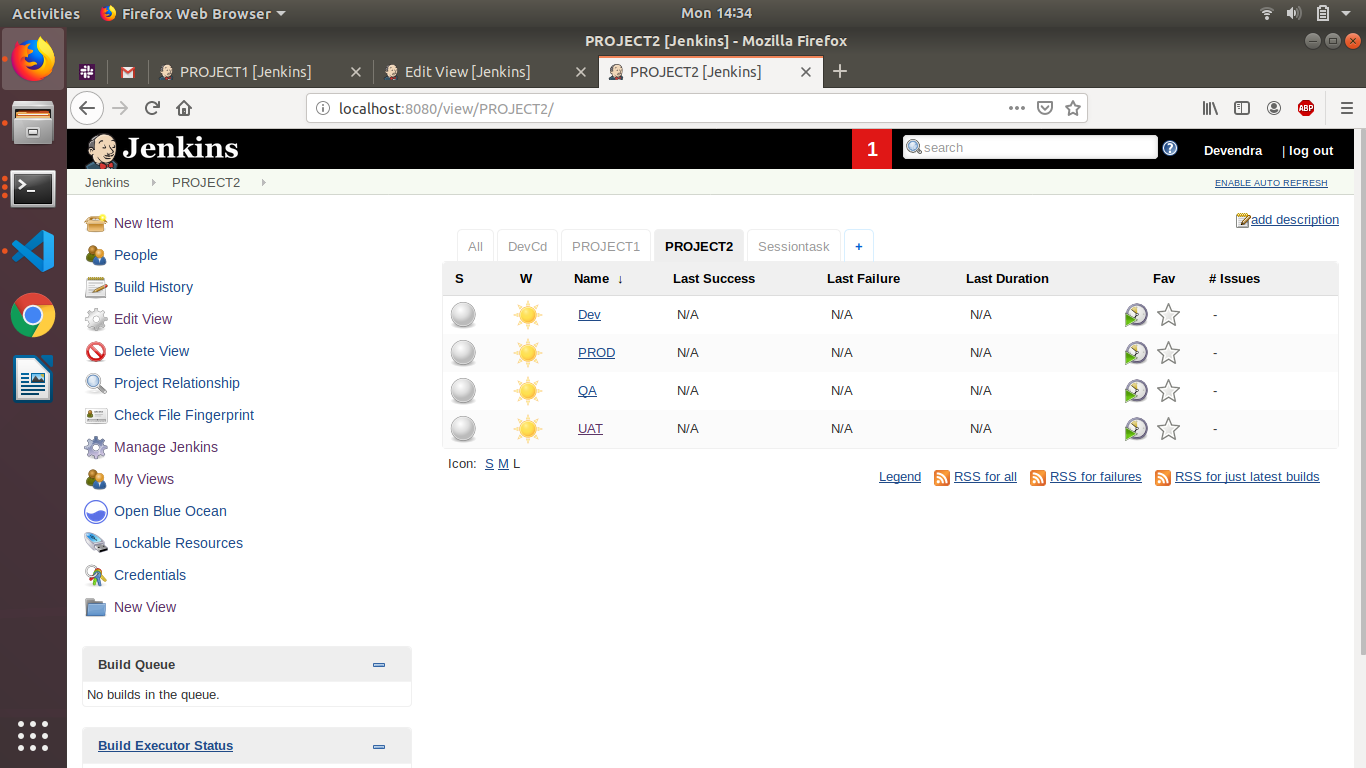 Activities Firefox Web Browser Mon 14:34
PROJECT2 [Jenkins] - Mozilla Firefox
PROJECT1 [Jenkins] Edit View [Jenkins] PROJECT2 [Jenkins]
localhost:8080/view/PROJECT2/ ABP
Jenkins 1 search Devendra | log out
Jenkins PROJECT2 ENABLE AUTO REFRESH
add description
New Item
People
Build History
Edit View
Delete View
Project Relationship
Check File Fingerprint
Manage Jenkins
My Views
Open Blue Ocean
Lockable Resources
Credentials
New View
Build Queue
No builds in the queue.
Build Executor Status
All DevCd PROJECT1 PROJECT2 Sessiontask +
S W Name ↓ Last Success Last Failure Last Duration Fav # Issues
Dev N/A N/A N/A -
PROD N/A N/A N/A -
QA N/A N/A N/A -
UAT N/A N/A N/A -
Icon: S M L
Legend RSS for all RSS for failures RSS for just latest builds